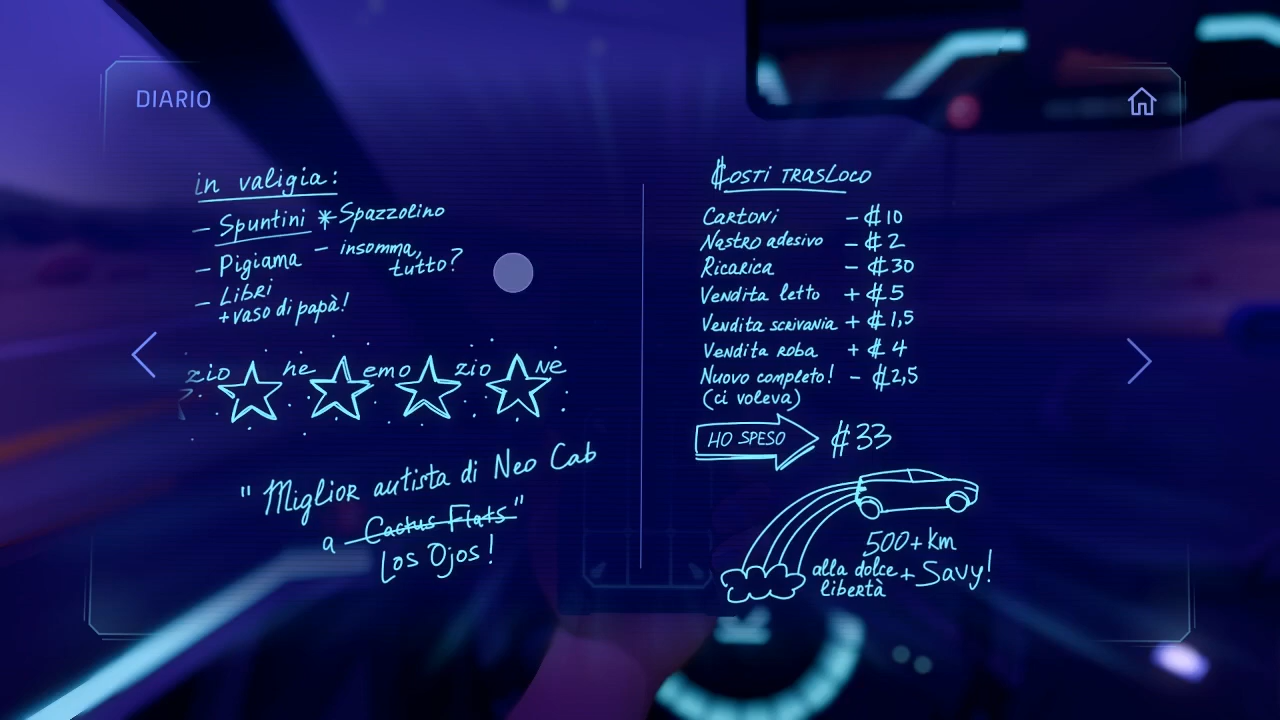 DIARIO
in valigia:
- Spuntini * Spazzolino
- Pigiama - insomma, tutto?
- Libri
+ vaso di papà!
zio ne emo zio ne
"Miglior autista di Neo Cab
a Cactus Flats"
Los Ojos!
₵OSTI TRASLOCO
Cartoni - ₵ 10
Nastro adesivo - ₵ 2
Ricarica - ₵ 30
Vendita letto + ₵ 5
Vendita scrivania + ₵ 1,5
Vendita roba + ₵ 4
Nuovo completo! - ₵ 2,5
(ci voleva)
HO SPESO ₵ 33
500+ km
alla dolce + Savy!
libertà